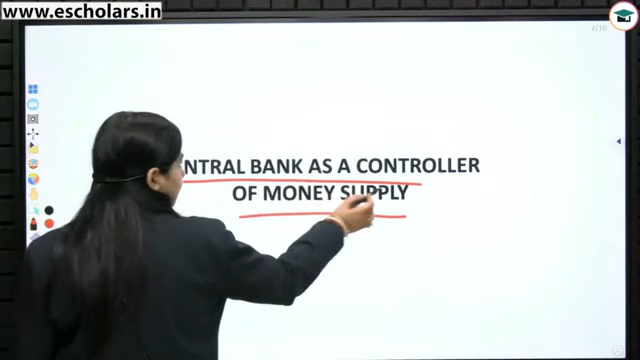 www.escholars.in
2/10
NTRAL BANK AS A CONTROLLER
OF MONEY SUPPLY